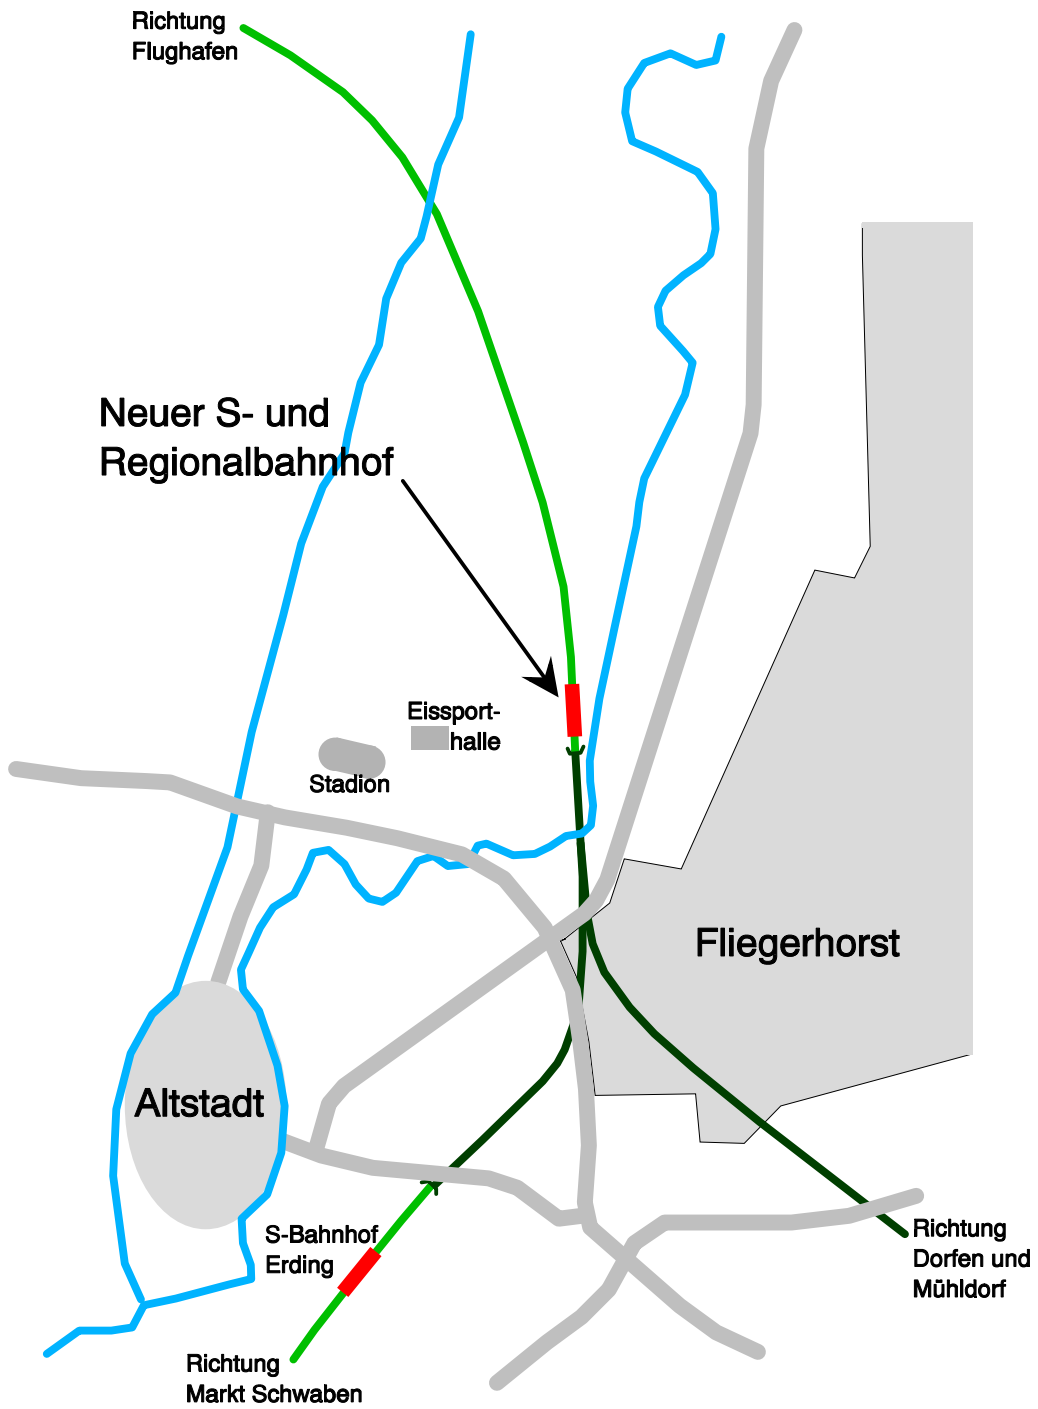 Richtung
Flughafen
Neuer S- und
Regionalbahnhof
Eissport-
halle
Stadion
Fliegerhorst
Altstadt
S-Bahnhof
Erding
Richtung
Dorfen und
Mühldorf
Richtung
Markt Schwaben